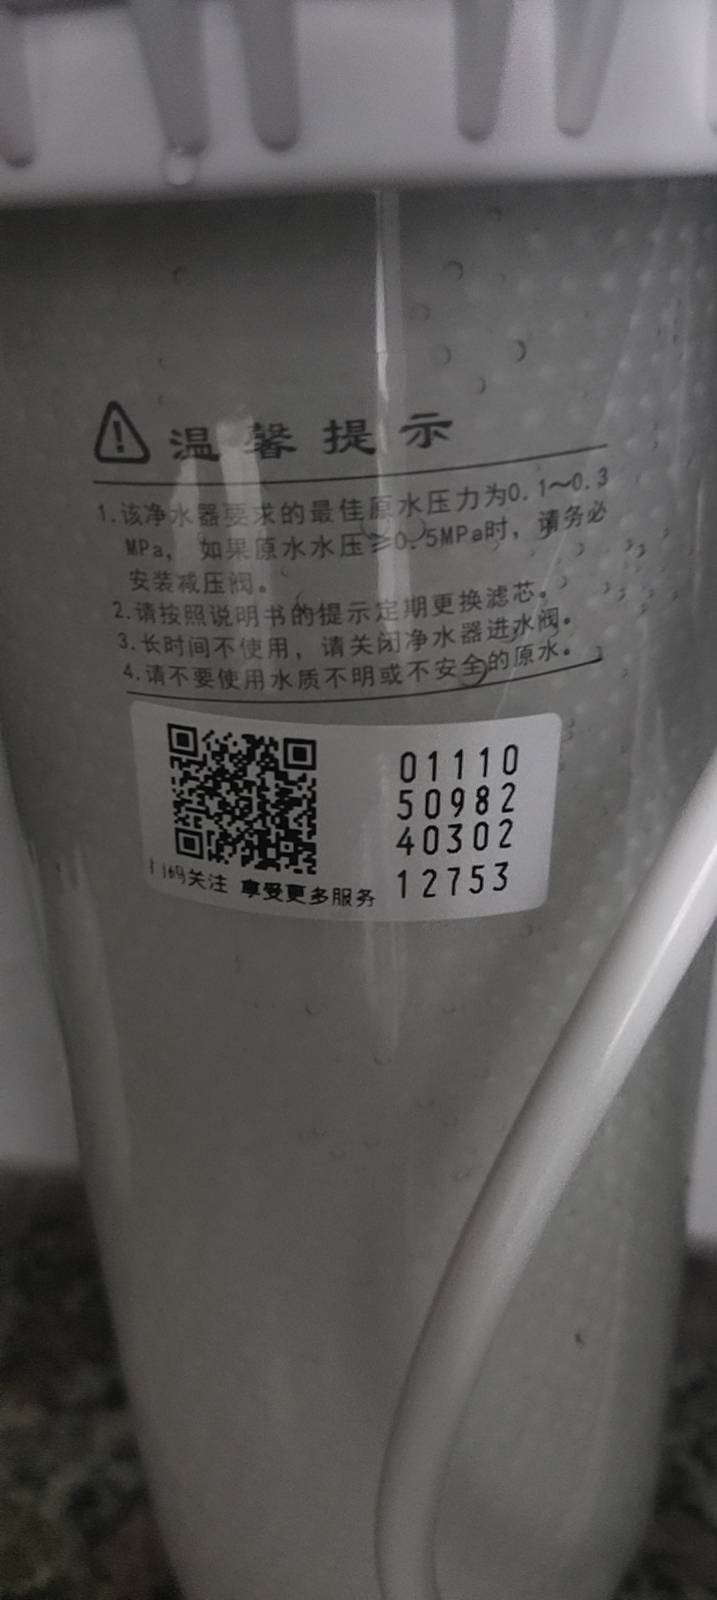 温馨提示
1.该净水器要求的最佳原水压力为0.1～0.3
MPa，如果原水水压≥0.5MPa时，请务必
安装减压阀。
2.请按照说明书的提示定期更换滤芯。
3.长时间不使用，请关闭净水器进水阀。
4.请不要使用水质不明或不安全的原水。
01110
50982
40302
12753
码关注 享受更多服务